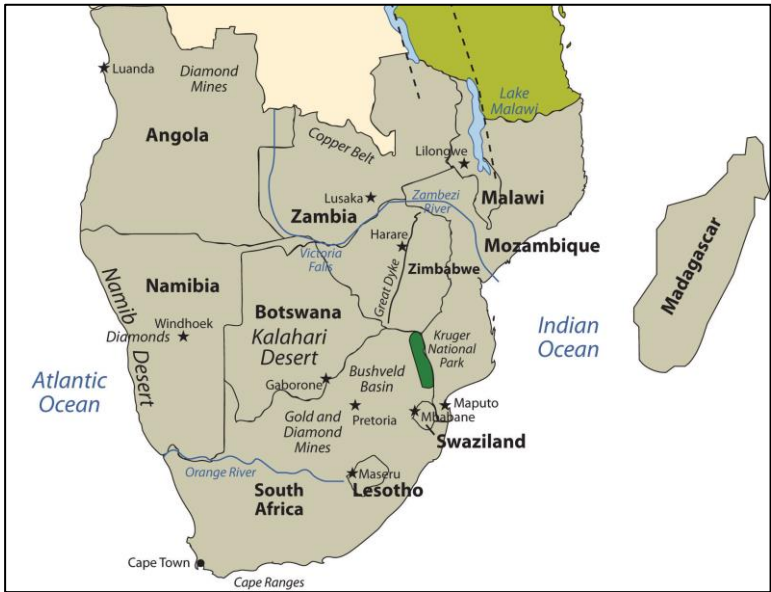 Luanda
Diamond
Mines
Angola
Copper Belt
Lake
Malawi
Lilongwe
Lusaka
Zambia
Zambezi
River
Malawi
Mozambique
Madagascar
Victoria
Falls
Harare
Great Dyke
Zimbabwe
Namib
Desert
Namibia
Windhoek
Diamonds
Botswana
Kalahari
Desert
Gaborone
Bushveld
Basin
Kruger
National
Park
Indian
Ocean
Atlantic
Ocean
Gold and
Diamond
Mines
Pretoria
Mbabane
Maputo
Swaziland
Orange River
Maseru
Lesotho
South
Africa
Cape Town
Cape Ranges